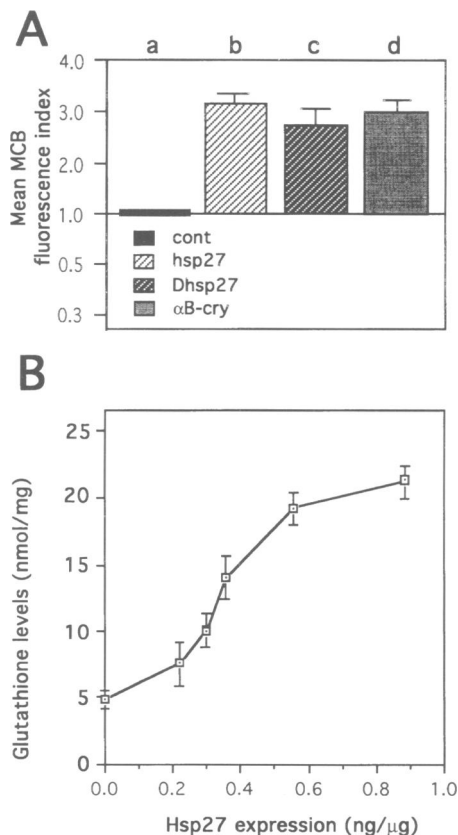 A
a b c d
Mean MCB
fluorescence index
4.0
3.0
2.0
1.0
0.5
0.3
cont
hsp27
Dhsp27
αB-cry
B
Glutathione levels (nmol/mg)
25
20
15
10
5
0
0.0 0.2 0.4 0.6 0.8 1.0
Hsp27 expression (ng/μg)